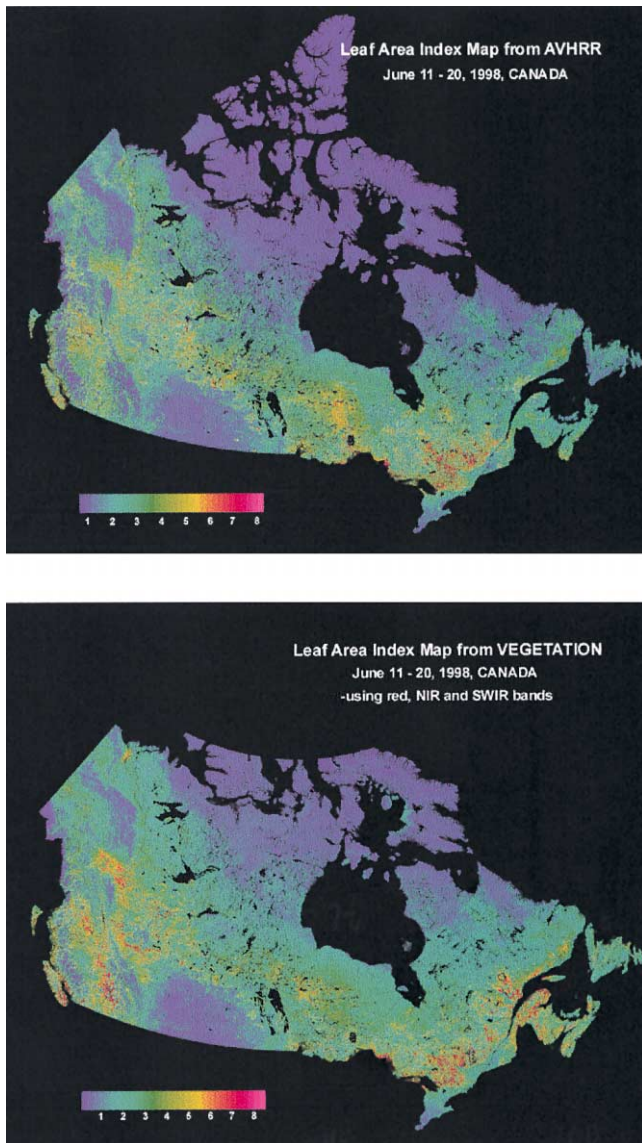 Leaf Area Index Map from AVHRR
June 11 - 20, 1998, CANADA
1 2 3 4 5 6 7 8
Leaf Area Index Map from VEGETATION
June 11 - 20, 1998, CANADA
-using red, NIR and SWIR bands
1 2 3 4 5 6 7 8